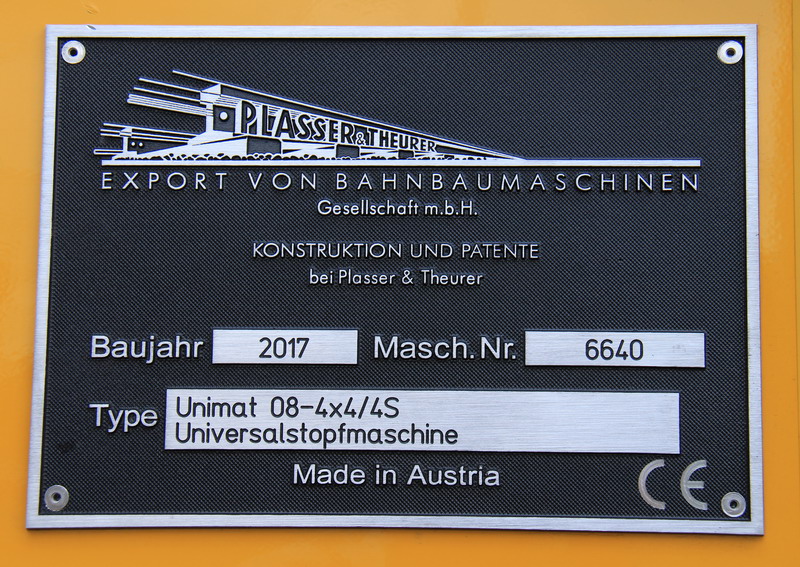 PLASSER & THEURER
EXPORT VON BAHNBAUMASCHINEN
Gesellschaft m.b.H.
KONSTRUKTION UND PATENTE
bei Plasser & Theurer
Baujahr 2017 Masch.Nr. 6640
Type Unimat 08-4x4/4S
Universalstopfmaschine
Made in Austria
CE